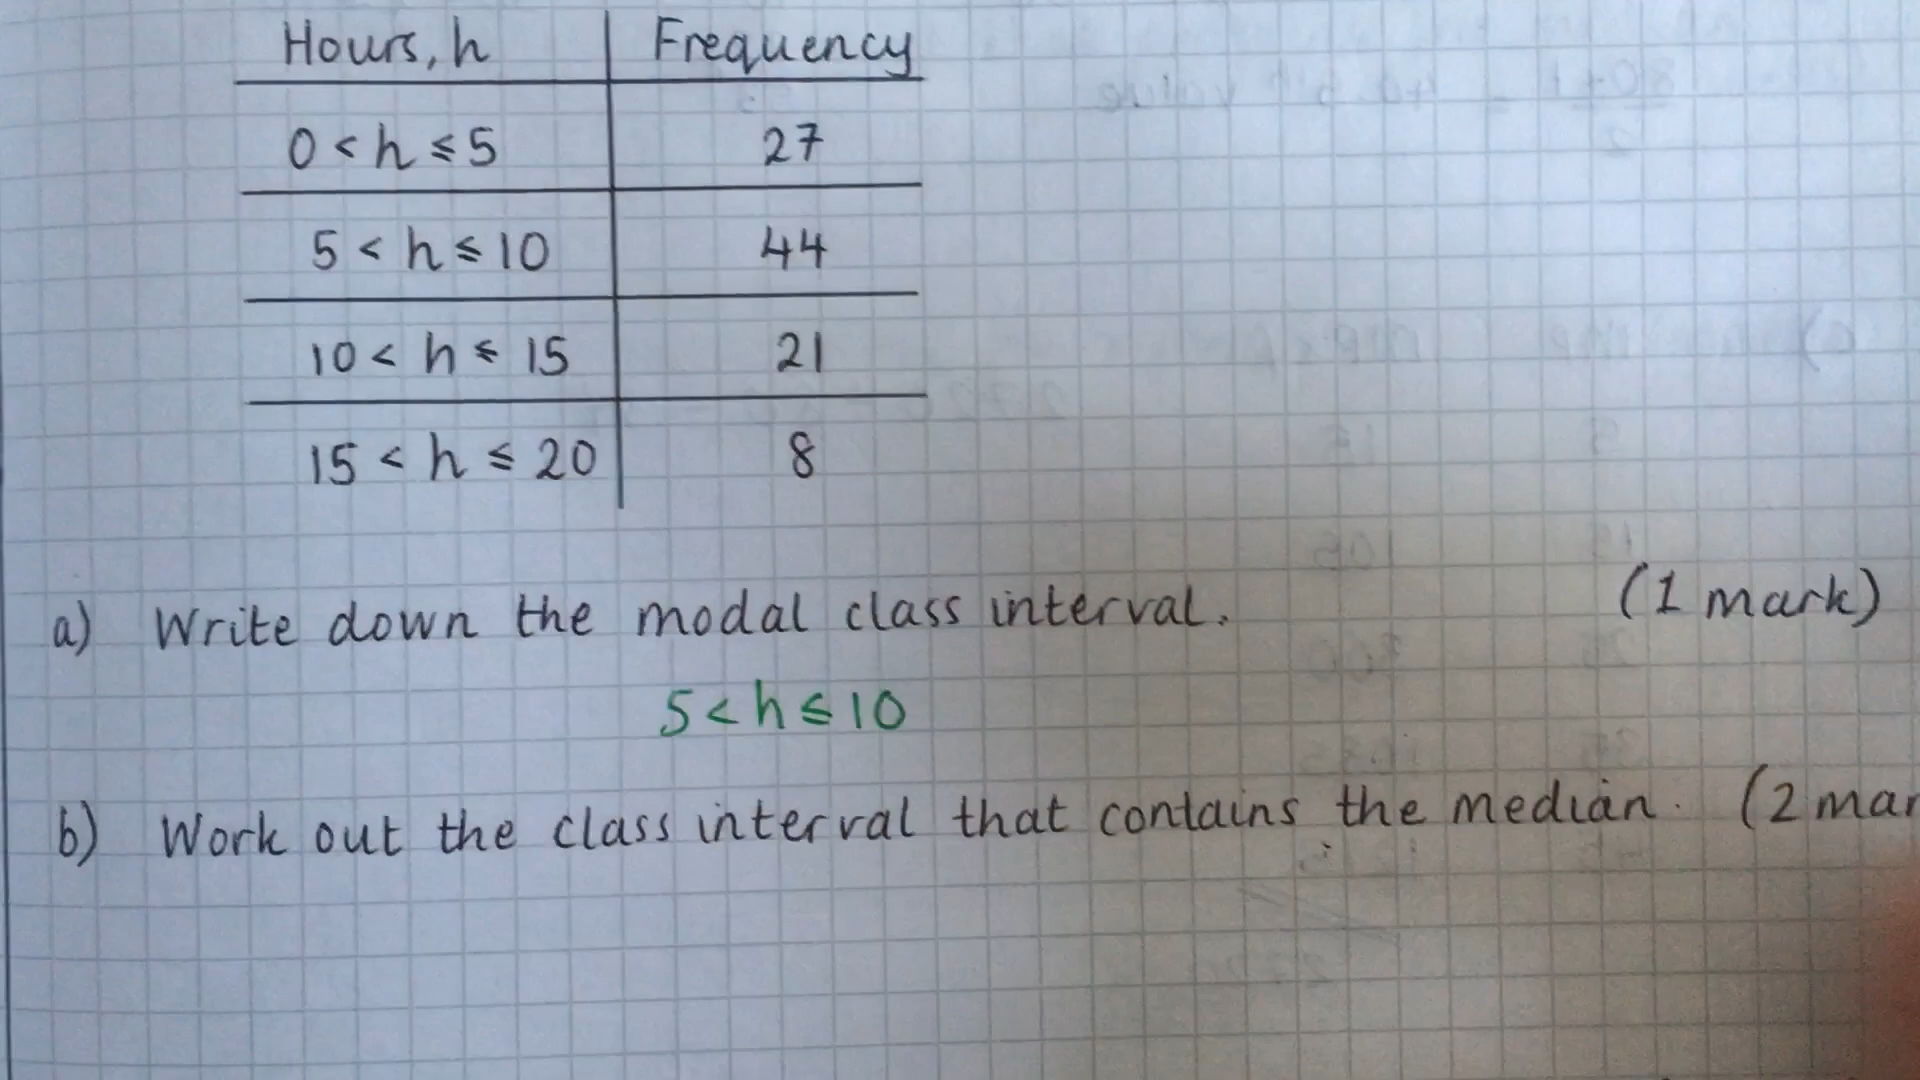 Hours, h Frequency
0 < h ≤ 5 27
5 < h ≤ 10 44
10 < h ≤ 15 21
15 < h ≤ 20 8
a) Write down the modal class interval. (1 mark)
5 < h ≤ 10
b) Work out the class interval that contains the median. (2 mar